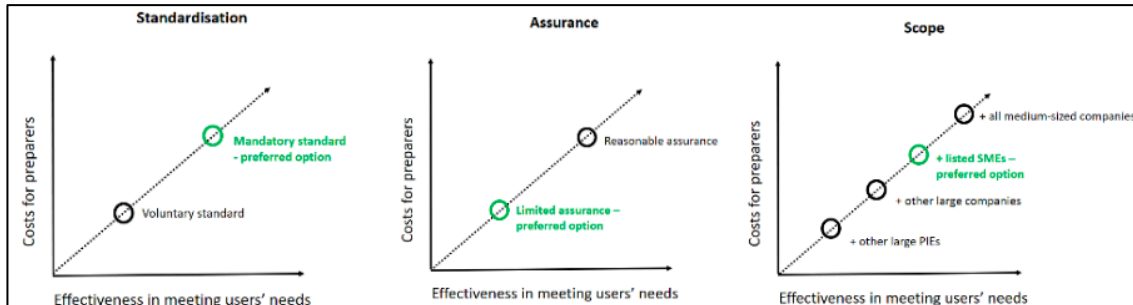 Standardisation
Costs for preparers
Mandatory standard
- preferred option
Voluntary standard
Effectiveness in meeting users' needs
Assurance
Costs for preparers
Reasonable assurance
Limited assurance –
preferred option
Effectiveness in meeting users' needs
Scope
Costs for preparers
+ all medium-sized companies
+ listed SMEs –
preferred option
+ other large companies
+ other large PIEs
Effectiveness in meeting users' needs